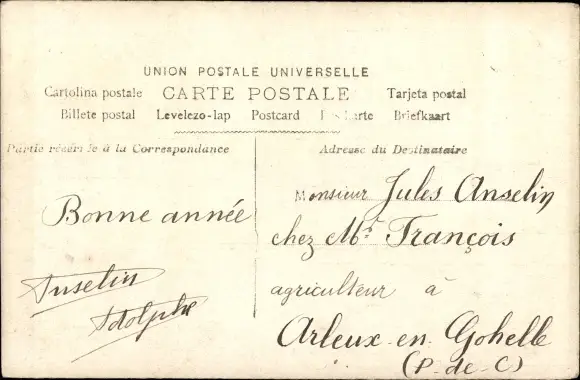 UNION POSTALE UNIVERSELLE
Cartolina postale CARTE POSTALE Tarjeta postal
Billete postal Levelezo-lap Postcard Briefkaart
Partie réservée à la Correspondance
Adresse du Destinataire
Bonne année
Anselin
Adolphe
Monsieur Jules Anselin
chez Mr François
agriculteur à
Arleux-en-Gohelle
(P-de-C)